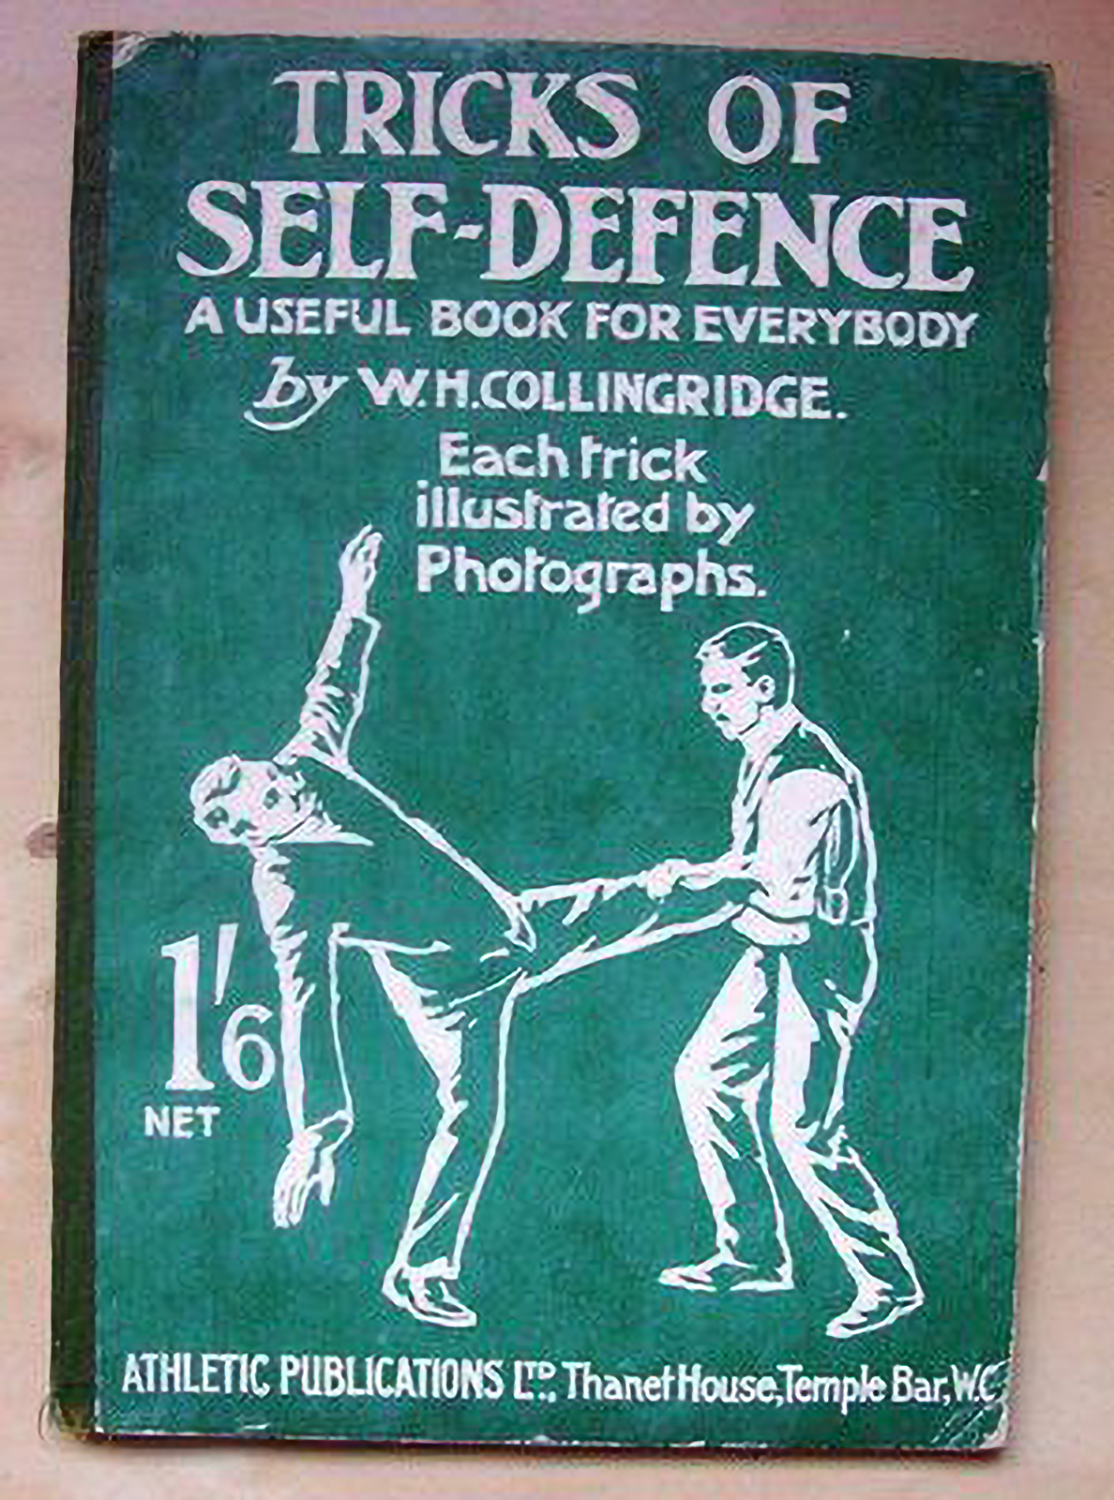 TRICKS OF
SELF-DEFENCE
A USEFUL BOOK FOR EVERYBODY
by W.H.COLLINGRIDGE.
Each trick
illustrated by
Photographs.
1/6
NET
ATHLETIC PUBLICATIONS LTD., Thanet House, Temple Bar, W.C.